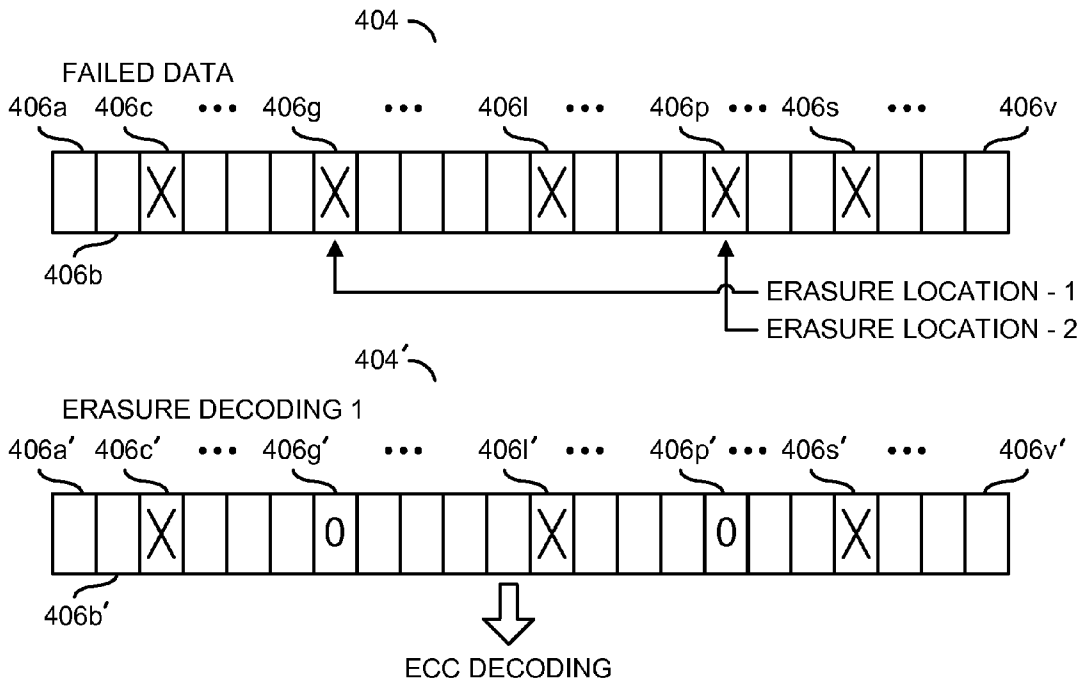 404
FAILED DATA
406a 406c ••• 406g ••• 406l ••• 406p ••• 406s ••• 406v
X X X X X
406b
ERASURE LOCATION - 1
ERASURE LOCATION - 2
404′
ERASURE DECODING 1
406a′ 406c′ ••• 406g′ ••• 406l′ ••• 406p′ ••• 406s′ ••• 406v′
X 0 X 0 X
406b′
ECC DECODING